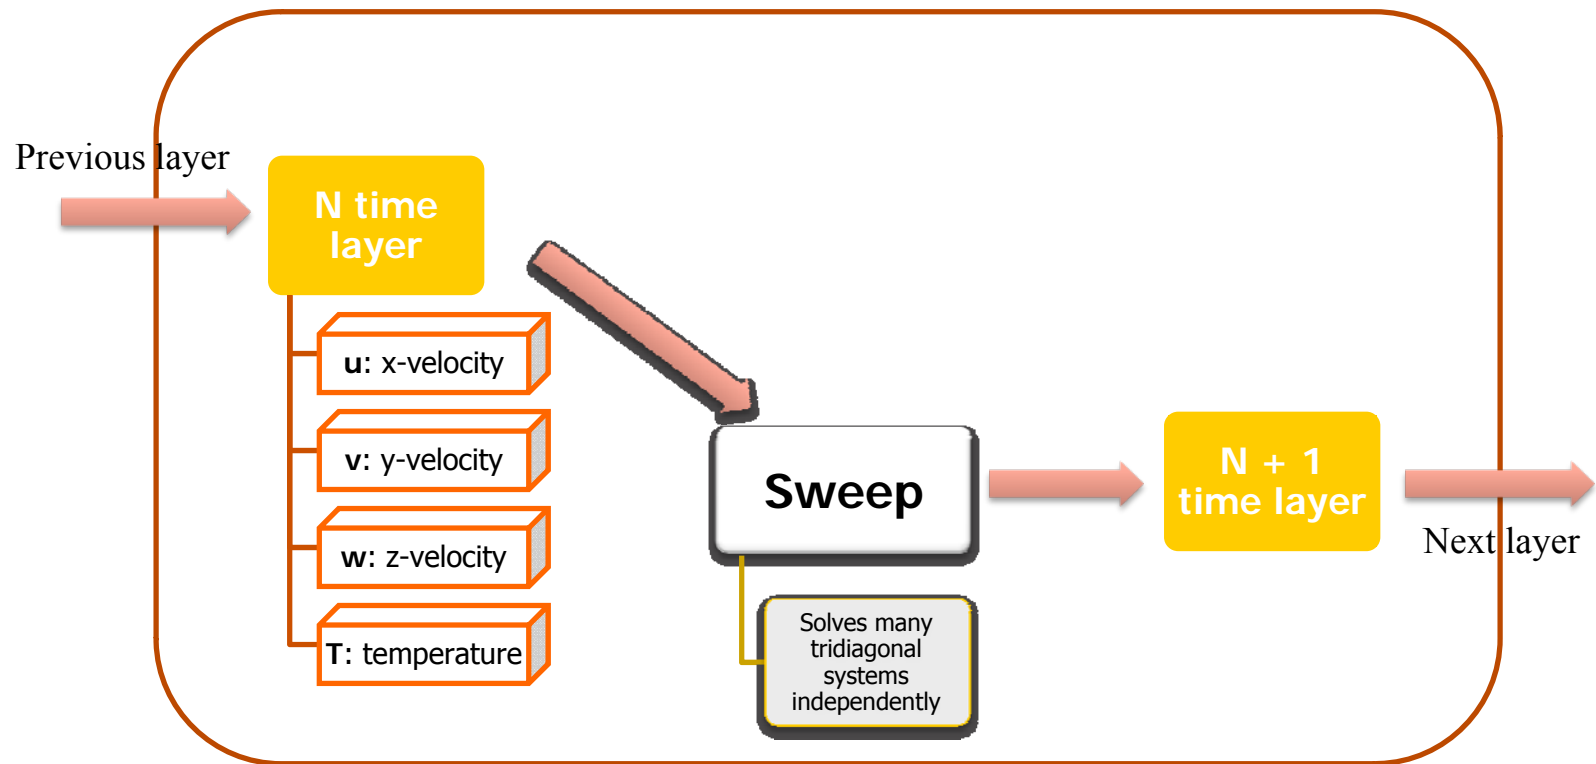 Previous layer
N time
layer
u: x-velocity
v: y-velocity
w: z-velocity
T: temperature
Sweep
Solves many
tridiagonal
systems
independently
N + 1
time layer
Next layer